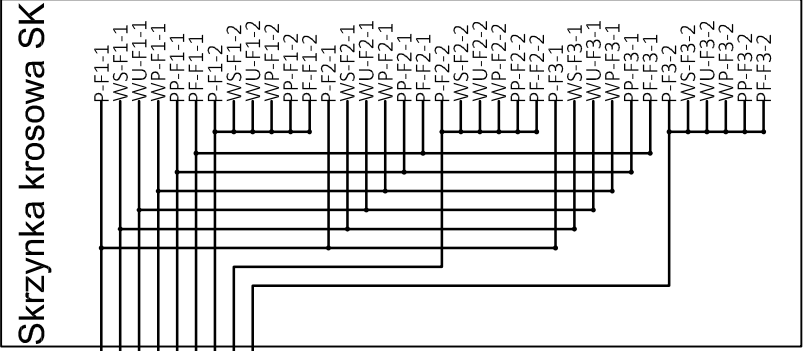 Skrzynka krosowa SK
P-F1-1
WS-F1-1
WU-F1-1
WP-F1-1
PP-F1-1
PF-F1-1
P-F1-2
WS-F1-2
WU-F1-2
WP-F1-2
PP-F1-2
PF-F1-2
P-F2-1
WS-F2-1
WU-F2-1
WP-F2-1
PP-F2-1
PF-F2-1
P-F2-2
WS-F2-2
WU-F2-2
WP-F2-2
PP-F2-2
PF-F2-2
P-F3-1
WS-F3-1
WU-F3-1
WP-F3-1
PP-F3-1
PF-F3-1
P-F3-2
WS-F3-2
WU-F3-2
WP-F3-2
PP-F3-2
PF-F3-2